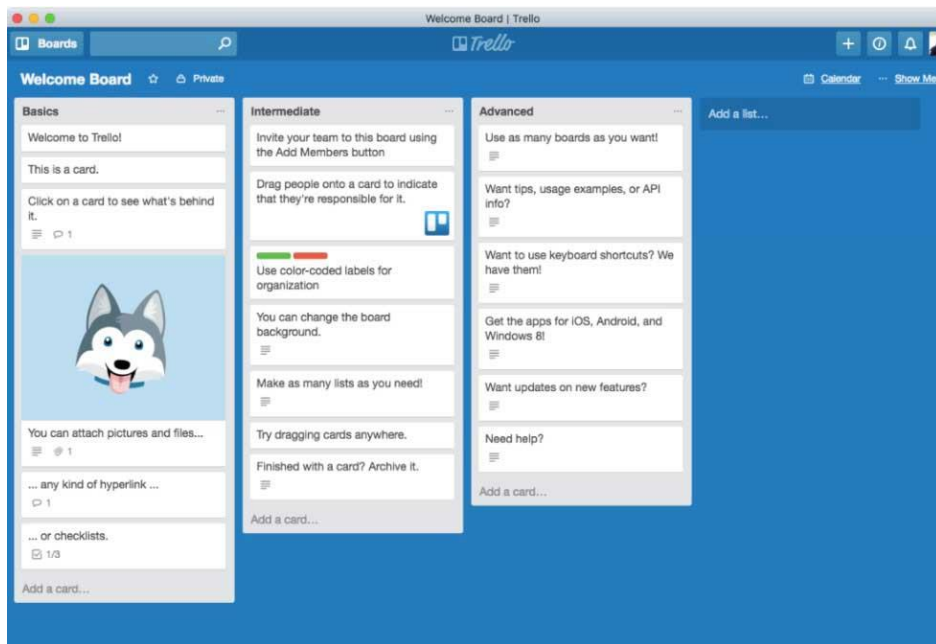 Welcome Board | Trello
Boards
Trello
Welcome Board
Private
Calendar
... Show Me
Basics
Welcome to Trello!
This is a card.
Click on a card to see what's behind
it.
1
You can attach pictures and files...
1
... any kind of hyperlink ...
1
... or checklists.
1/3
Add a card...
Intermediate
Invite your team to this board using
the Add Members button
Drag people onto a card to indicate
that they're responsible for it.
Use color-coded labels for
organization
You can change the board
background.
Make as many lists as you need!
Try dragging cards anywhere.
Finished with a card? Archive it.
Add a card...
Advanced
Use as many boards as you want!
Want tips, usage examples, or API
info?
Want to use keyboard shortcuts? We
have them!
Get the apps for iOS, Android, and
Windows 8!
Want updates on new features?
Need help?
Add a card...
Add a list...